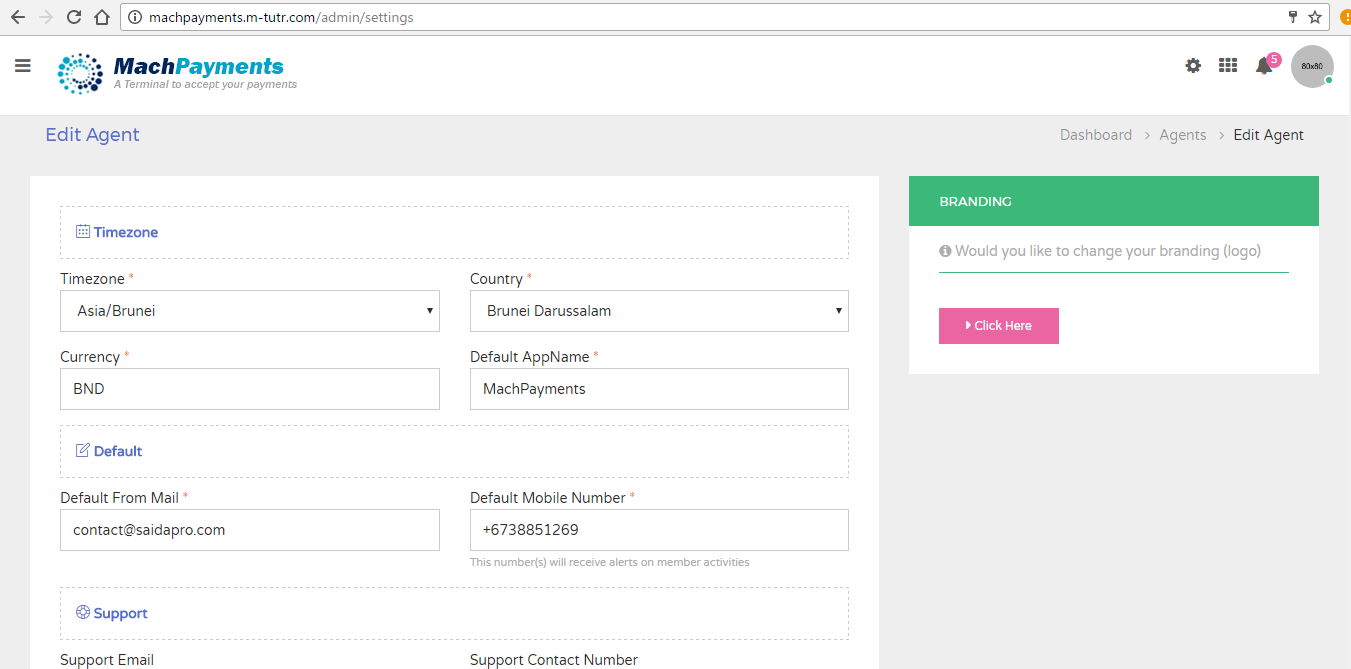 machpayments.m-tutr.com/admin/settings
MachPayments
A Terminal to accept your payments
5
80x80
Edit Agent
Dashboard > Agents > Edit Agent
Timezone
Timezone *
Country *
Asia/Brunei
Brunei Darussalam
Currency *
Default AppName *
BND
MachPayments
Default
Default From Mail *
Default Mobile Number *
contact@saidapro.com
+6738851269
This number(s) will receive alerts on member activities
Support
Support Email
Support Contact Number
BRANDING
Would you like to change your branding (logo)
Click Here